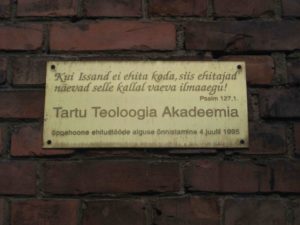 Kui Issand ei ehita koda, siis ehitajad
näevad selle kallal vaeva ilmaaegu!
Psalm 127.1.
Tartu Teoloogia Akadeemia
õppehoone ehitustööde alguse õnnistamine 4.juulil 1995